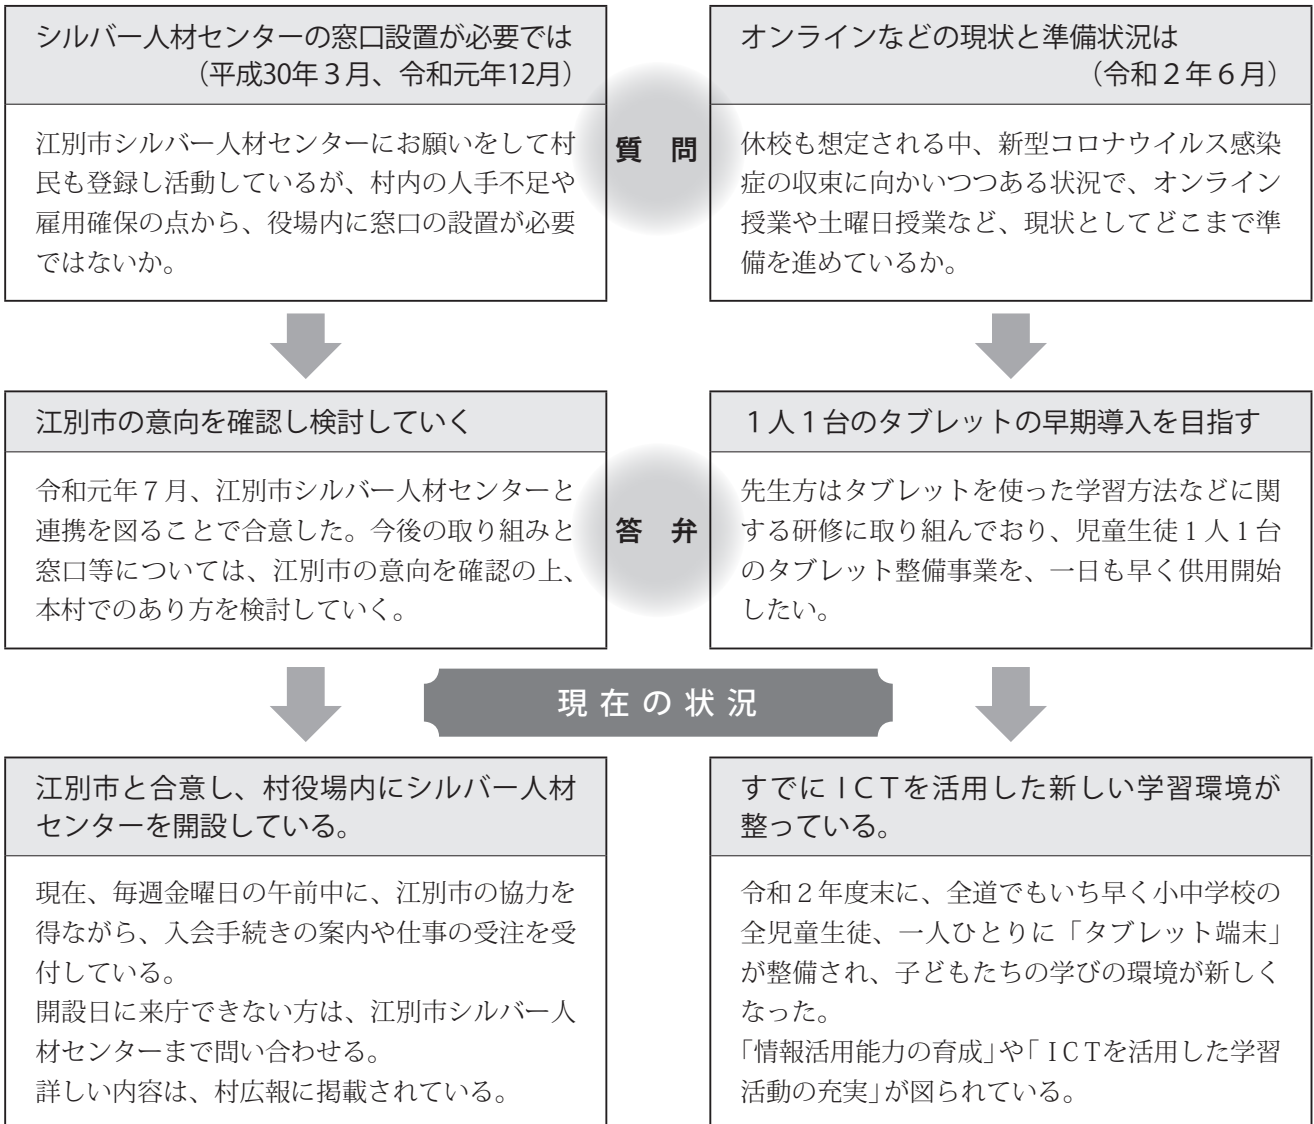 シルバー人材センターの窓口設置が必要では
（平成30年３月、令和元年12月）
江別市シルバー人材センターにお願いをして村
民も登録し活動しているが、村内の人手不足や
雇用確保の点から、役場内に窓口の設置が必要
ではないか。
質　問
オンラインなどの現状と準備状況は
（令和２年６月）
休校も想定される中、新型コロナウイルス感染
症の収束に向かいつつある状況で、オンライン
授業や土曜日授業など、現状としてどこまで準
備を進めているか。
江別市の意向を確認し検討していく
令和元年７月、江別市シルバー人材センターと
連携を図ることで合意した。今後の取り組みと
窓口等については、江別市の意向を確認の上、
本村でのあり方を検討していく。
答　弁
１人１台のタブレットの早期導入を目指す
先生方はタブレットを使った学習方法などに関
する研修に取り組んでおり、児童生徒１人１台
のタブレット整備事業を、一日も早く供用開始
したい。
現在の状況
江別市と合意し、村役場内にシルバー人材
センターを開設している。
現在、毎週金曜日の午前中に、江別市の協力を
得ながら、入会手続きの案内や仕事の受注を受
付している。
開設日に来庁できない方は、江別市シルバー人
材センターまで問い合わせる。
詳しい内容は、村広報に掲載されている。
すでにＩＣＴを活用した新しい学習環境が
整っている。
令和２年度末に、全道でもいち早く小中学校の
全児童生徒、一人ひとりに「タブレット端末」
が整備され、子どもたちの学びの環境が新しく
なった。
「情報活用能力の育成」や「ＩＣＴを活用した学習
活動の充実」が図られている。